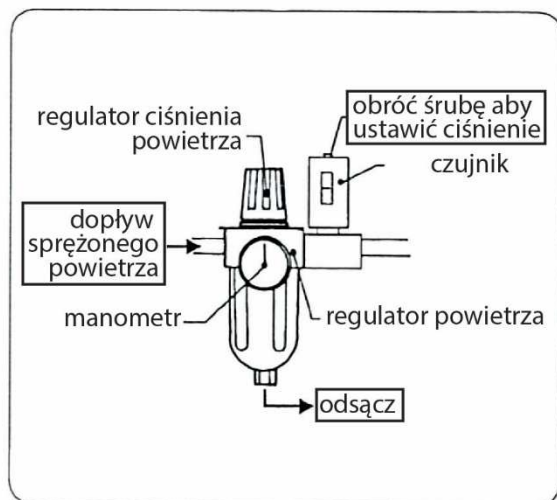 regulator ciśnienia
powietrza
obróć śrubę aby
ustawić ciśnienie
czujnik
dopływ
sprężonego
powietrza
manometr
regulator powietrza
odsącz